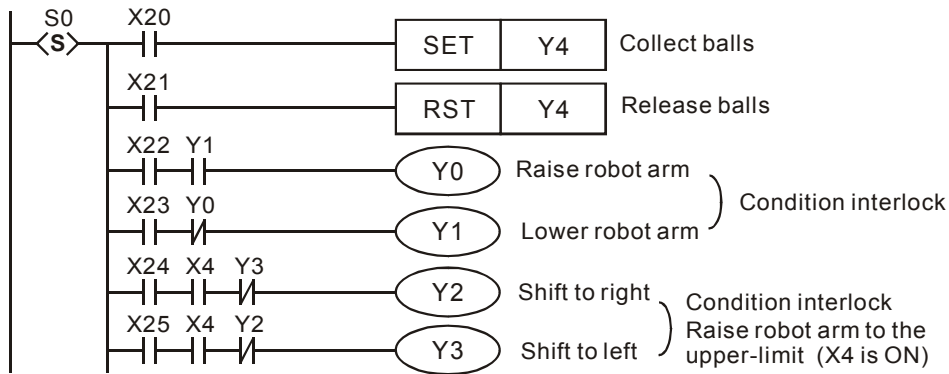 S0 X20
S SET Y4 Collect balls
X21
RST Y4 Release balls
X22 Y1
Y0 Raise robot arm
Condition interlock
X23 Y0
Y1 Lower robot arm
X24 X4 Y3
Y2 Shift to right
Condition interlock
Raise robot arm to the
upper-limit (X4 is ON)
X25 X4 Y2
Y3 Shift to left